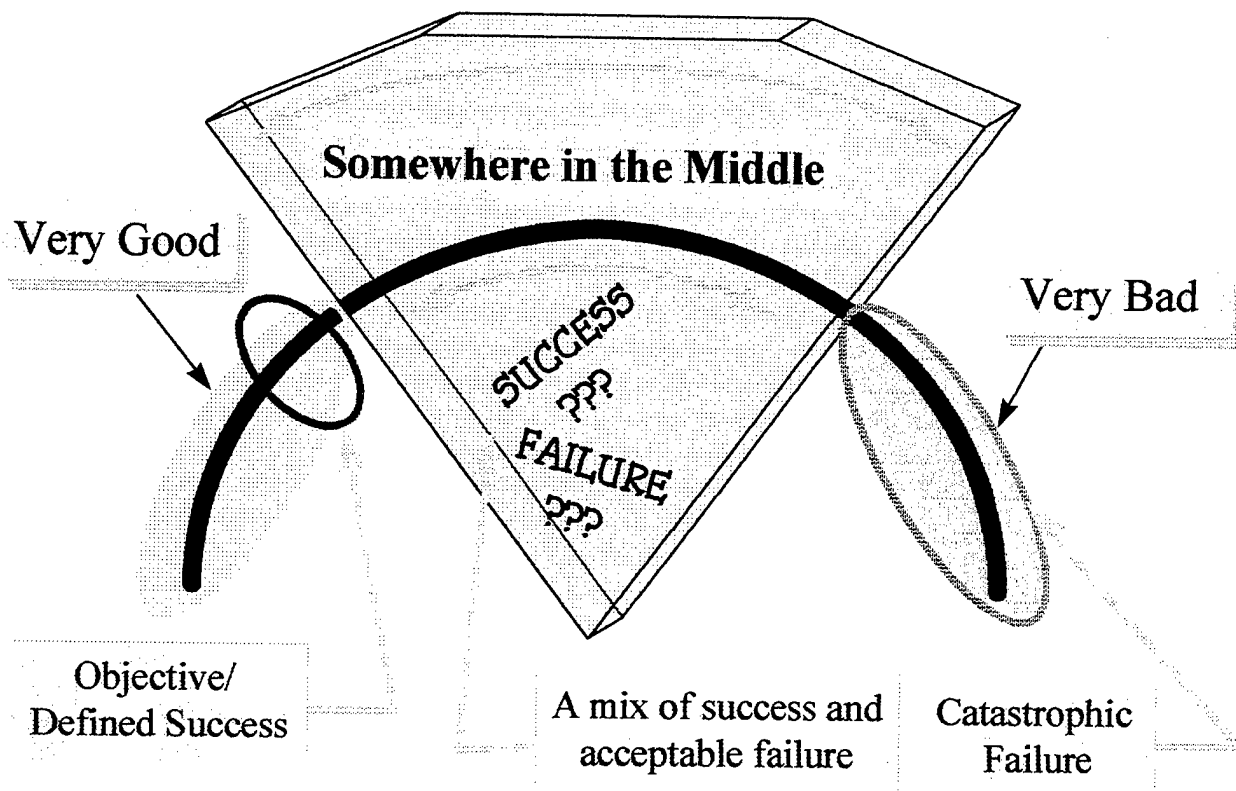 Somewhere in the Middle
Very Good
Very Bad
SUCCESS
???
FAILURE
???
Objective/
Defined Success
A mix of success and
acceptable failure
Catastrophic
Failure